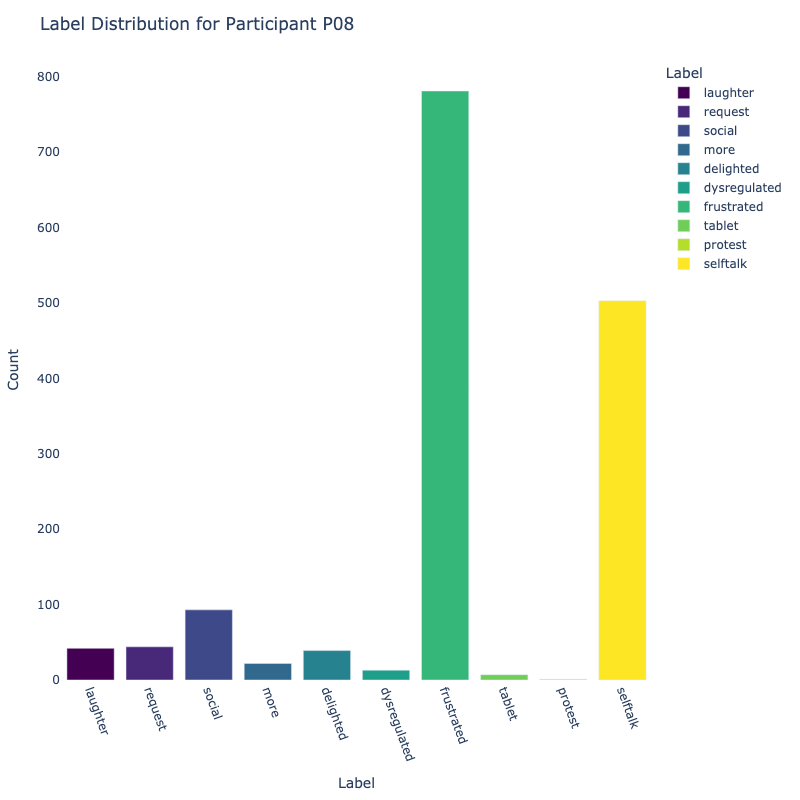 Label Distribution for Participant P08
Label
laughter
request
social
more
delighted
dysregulated
frustrated
tablet
protest
selftalk
Count
800
700
600
500
400
300
200
100
0
laughter
request
social
more
delighted
dysregulated
frustrated
tablet
protest
selftalk
Label